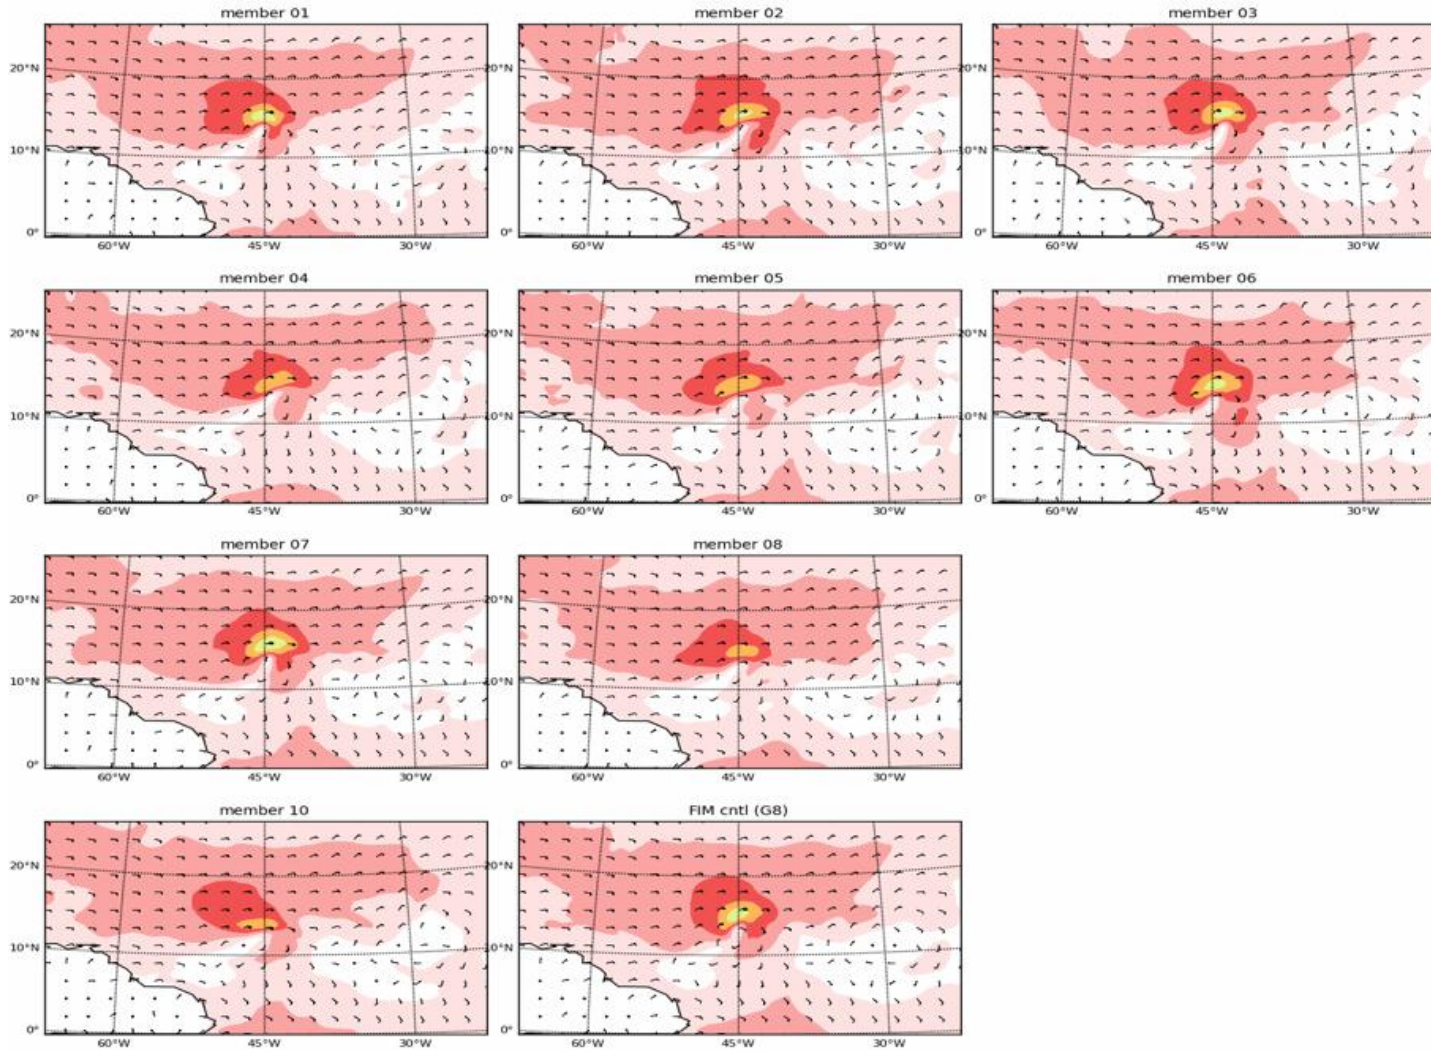 member 01 member 02 member 03
20°N 20°N 20°N
10°N 10°N 10°N
0° 0° 0°
60°W 45°W 30°W 60°W 45°W 30°W 60°W 45°W 30°W
member 04 member 05 member 06
20°N 20°N 20°N
10°N 10°N 10°N
0° 0° 0°
60°W 45°W 30°W 60°W 45°W 30°W 60°W 45°W 30°W
member 07 member 08
20°N 20°N
10°N 10°N
0° 0°
60°W 45°W 30°W 60°W 45°W 30°W
member 10 FIM cntl (G8)
20°N 20°N
10°N 10°N
0° 0°
60°W 45°W 30°W 60°W 45°W 30°W